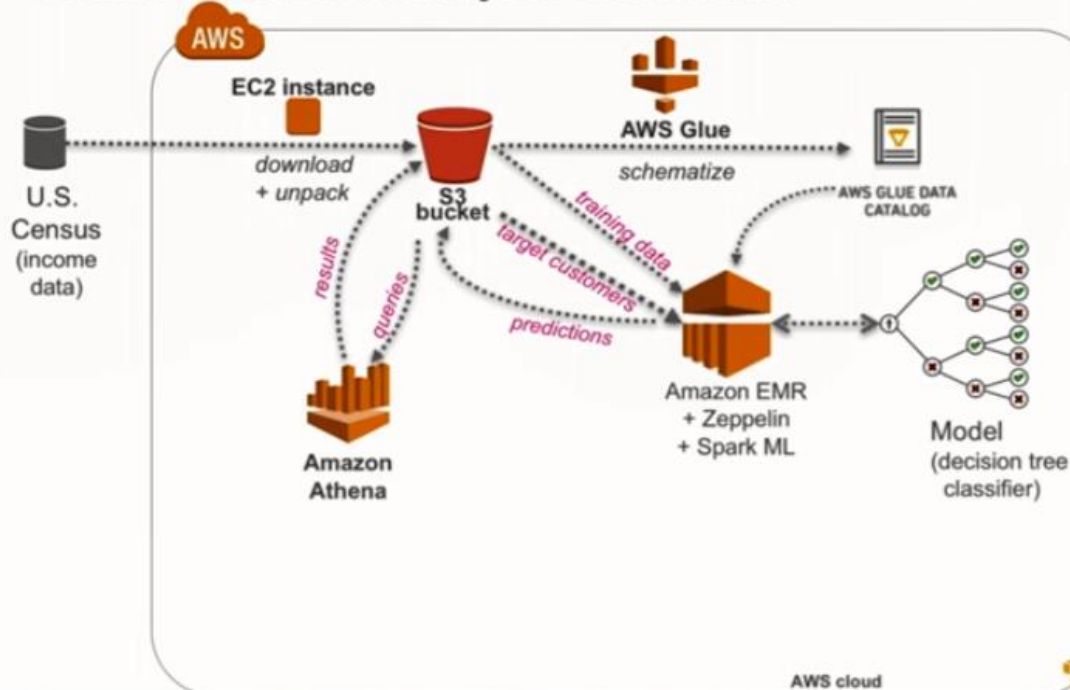 AWS
EC2 instance
download
+ unpack
U.S.
Census
(income
data)
S3
bucket
AWS Glue
schematize
AWS GLUE DATA
CATALOG
training data
target customers
predictions
results
queries
Amazon
Athena
Amazon EMR
+ Zeppelin
+ Spark ML
Model
(decision tree
classifier)
AWS cloud